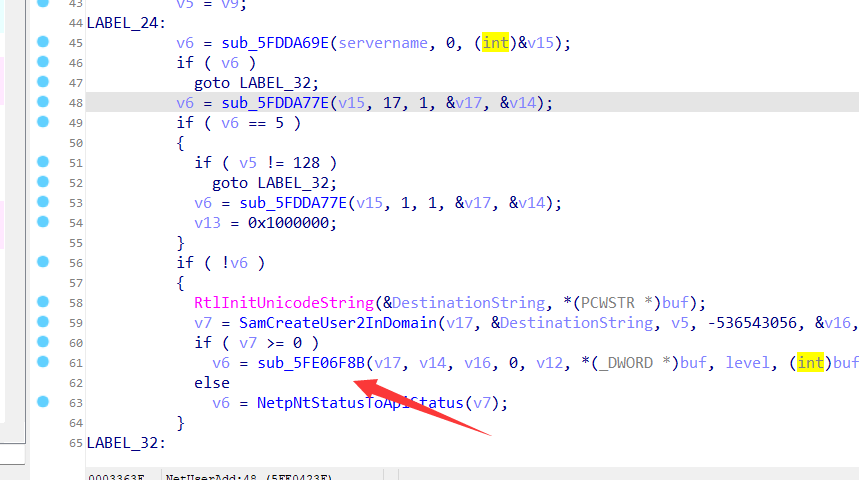 43 v5 = v9;
44 LABEL_24:
45 v6 = sub_5FDDA69E(servername, 0, (int)&v15);
46 if ( v6 )
47 goto LABEL_32;
48 v6 = sub_5FDDA77E(v15, 17, 1, &v17, &v14);
49 if ( v6 == 5 )
50 {
51 if ( v5 != 128 )
52 goto LABEL_32;
53 v6 = sub_5FDDA77E(v15, 1, 1, &v17, &v14);
54 v13 = 0x1000000;
55 }
56 if ( !v6 )
57 {
58 RtlInitUnicodeString(&DestinationString, *(PCWSTR *)buf);
59 v7 = SamCreateUser2InDomain(v17, &DestinationString, v5, -536543056, &v16,
60 if ( v7 >= 0 )
61 v6 = sub_5FE06F8B(v17, v14, v16, 0, v12, *(_DWORD *)buf, level, (int)buf
62 else
63 v6 = NetpNtStatusToApiStatus(v7);
64 }
65 LABEL_32: